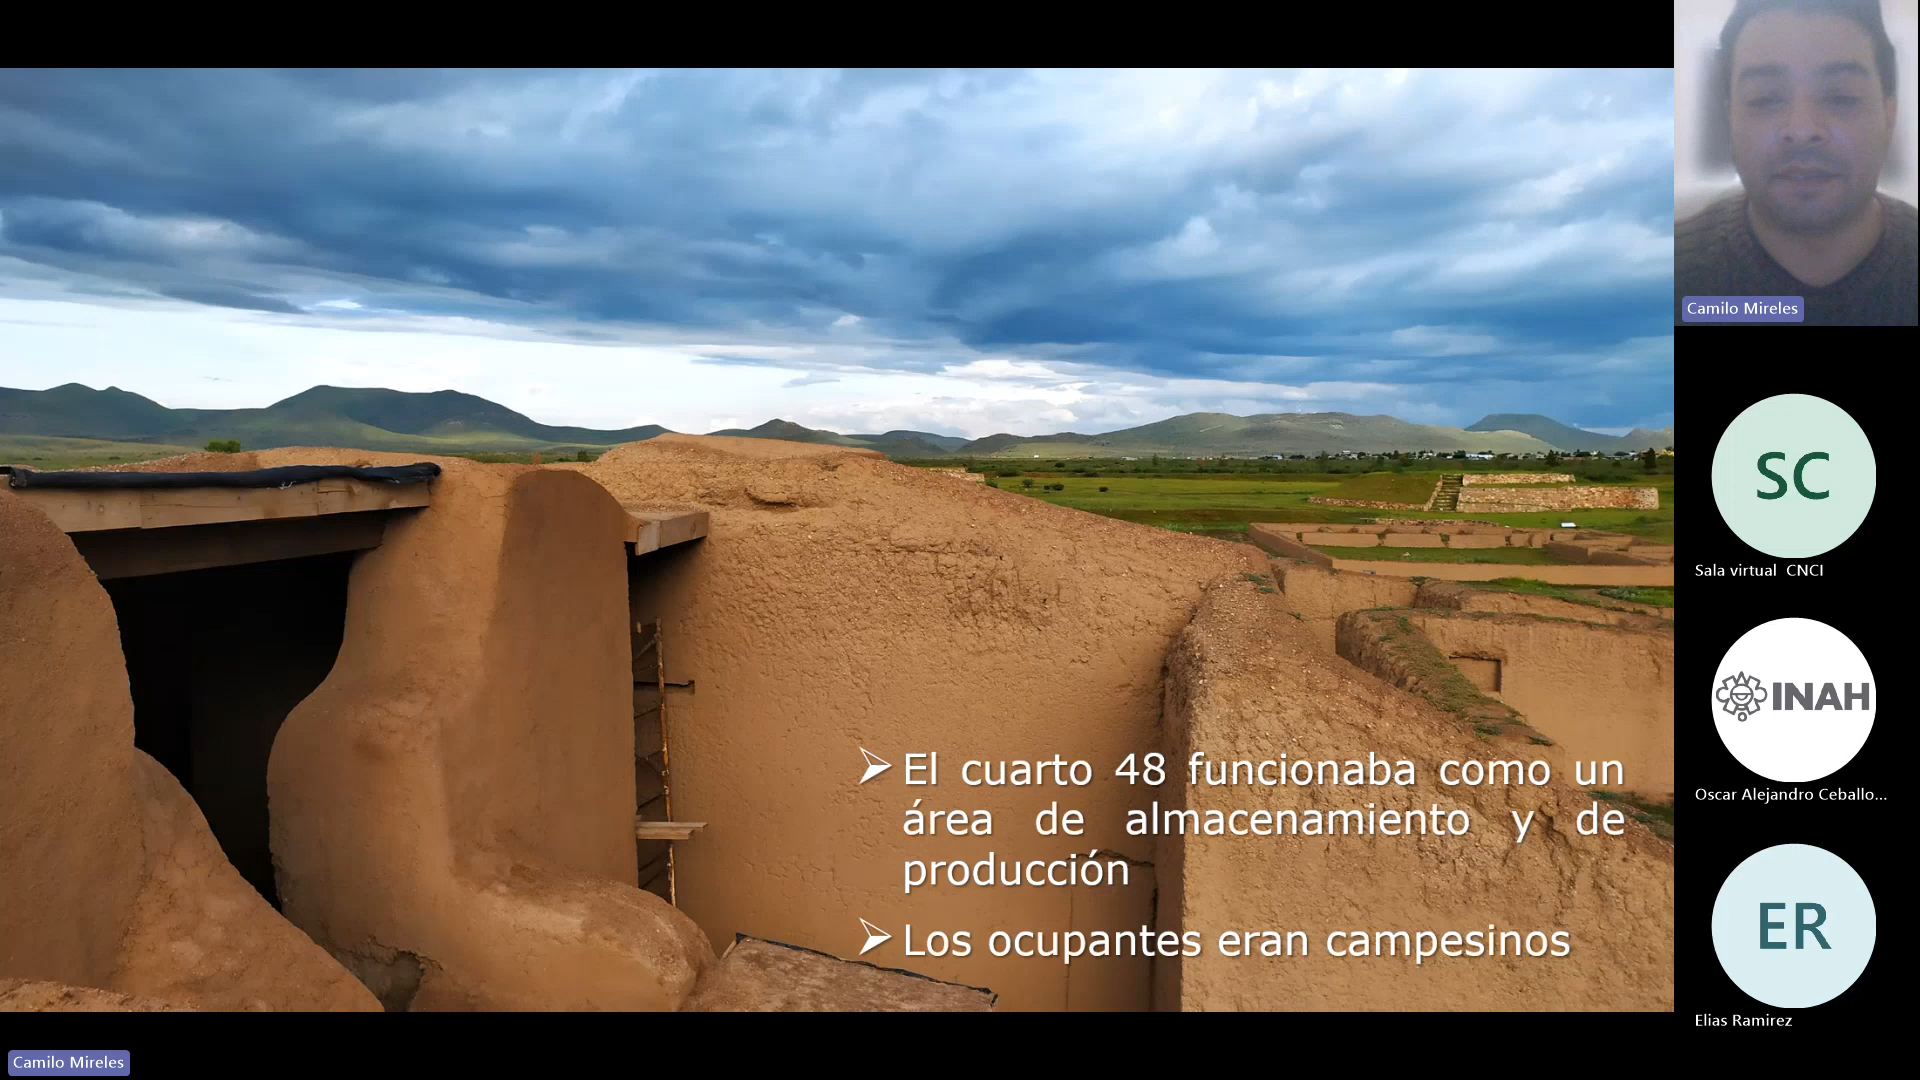 Camilo Mireles
SC
Sala virtual CNCI
INAH
Oscar Alejandro Ceballo...
ER
Elias Ramirez
El cuarto 48 funcionaba como un
área de almacenamiento y de
producción
Los ocupantes eran campesinos
Camilo Mireles